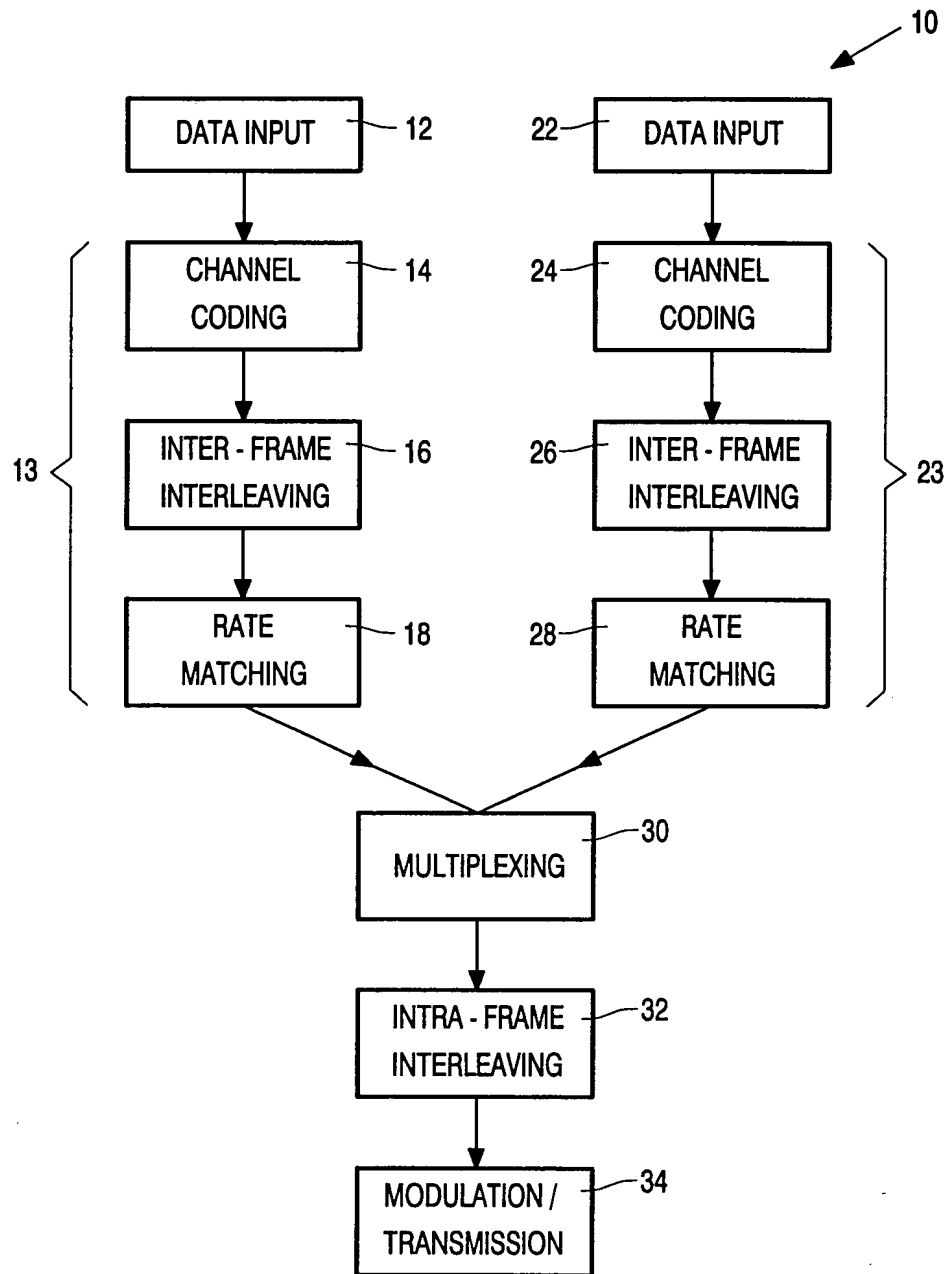 10
DATA INPUT
12
22
DATA INPUT
CHANNEL
CODING
14
24
CHANNEL
CODING
13
INTER - FRAME
INTERLEAVING
16
26
INTER - FRAME
INTERLEAVING
23
RATE
MATCHING
18
28
RATE
MATCHING
MULTIPLEXING
30
INTRA - FRAME
INTERLEAVING
32
MODULATION /
TRANSMISSION
34